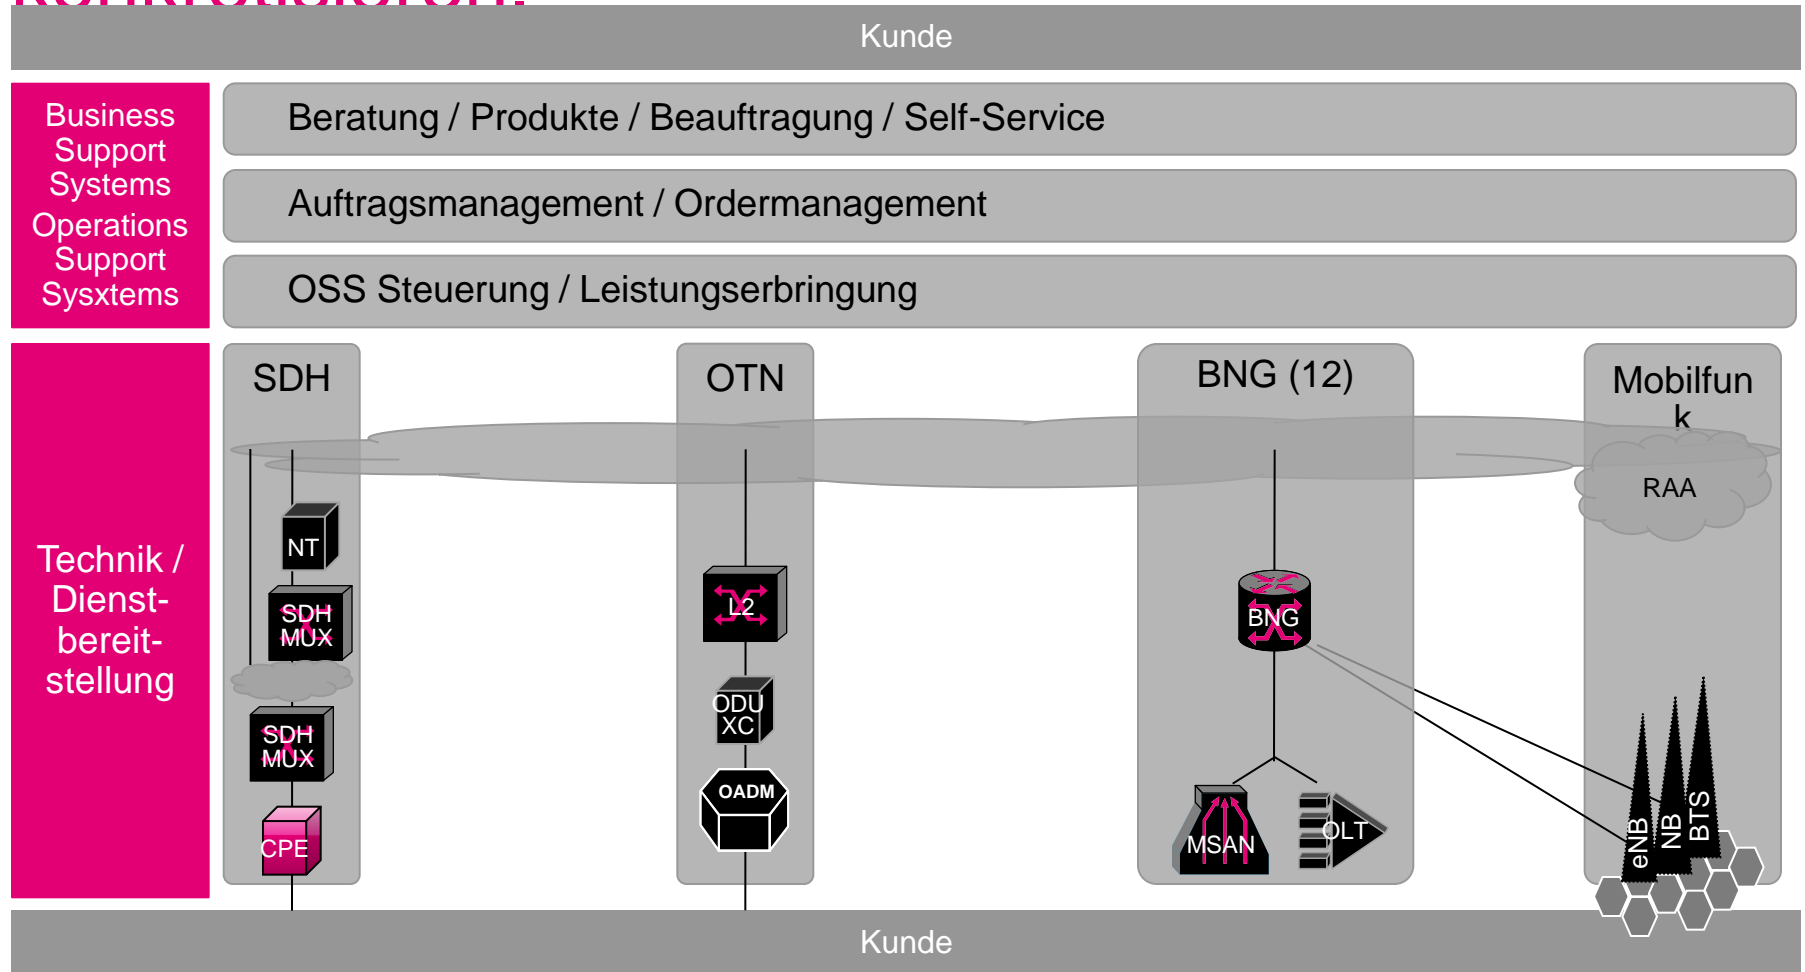 konkretisieren.
Kunde
Business
Support
Systems
Operations
Support
Sysxtems
Beratung / Produkte / Beauftragung / Self-Service
Auftragsmanagement / Ordermanagement
OSS Steuerung / Leistungserbringung
Technik /
Dienst-
bereit-
stellung
SDH
NT
SDH
MUX
SDH
MUX
CPE
OTN
L2
ODU
XC
OADM
BNG (12)
BNG
MSAN
OLT
Mobilfun
k
RAA
eNB
NB
BTS
Kunde